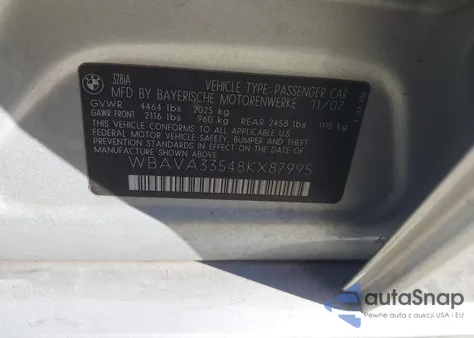 BMW
328iA
VEHICLE TYPE: PASSENGER CAR
MFD BY BAYERISCHE MOTORENWERKE 11/07
GVWR 4464 lbs 2025 kg
GAWR FRONT 2116 lbs 960 kg REAR 2458 lbs 1115 kg
THIS VEHICLE CONFORMS TO ALL APPLICABLE
FEDERAL MOTOR VEHICLE SAFETY, BUMPER, AND THEFT
PREVENTION STANDARDS IN EFFECT ON THE DATE OF
MANUFACTURE SHOWN ABOVE.
WBAVA33548KX87995
autoSnap
Pewne auta z aukcji USA i EU